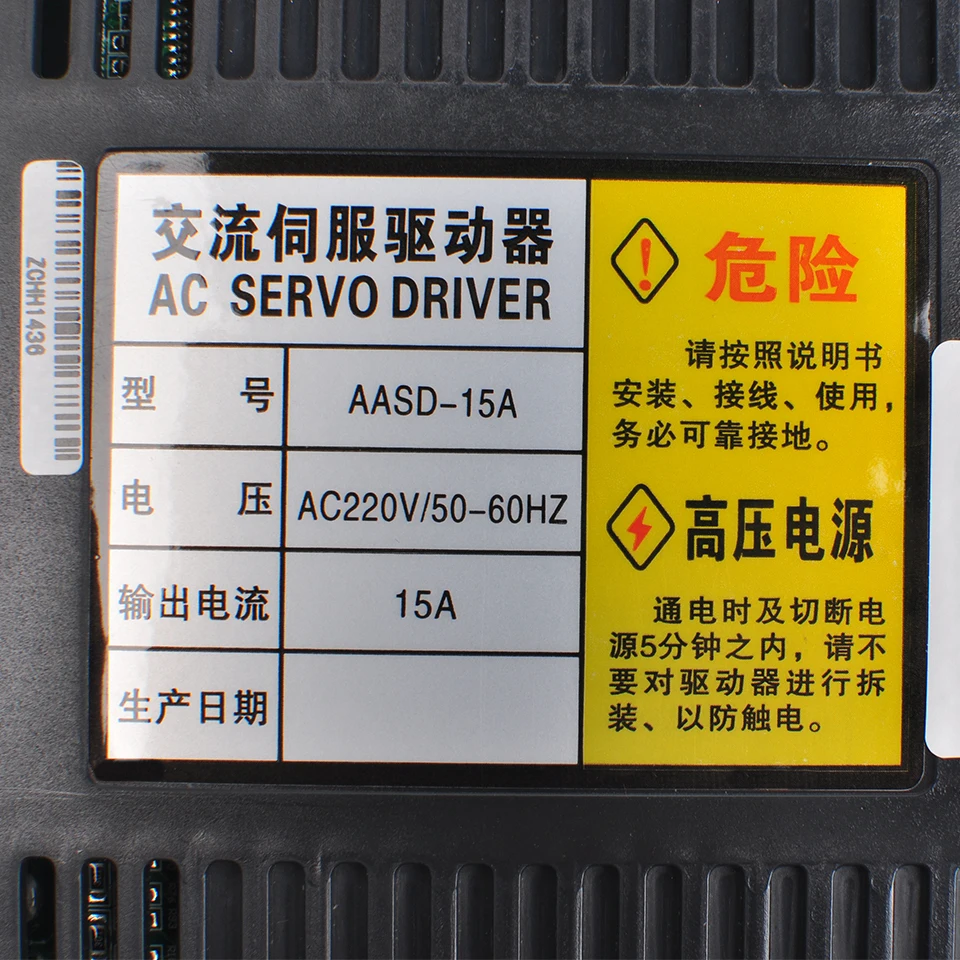 ZCHH1436
交流伺服驱动器
AC SERVO DRIVER
型 号 AASD-15A
电 压 AC220V/50-60HZ
输出电流 15A
生产日期
危险
请按照说明书
安装、接线、使用，
务必可靠接地。
高压电源
通电时及切断电
源5分钟之内，请不
要对驱动器进行拆
装、以防触电。